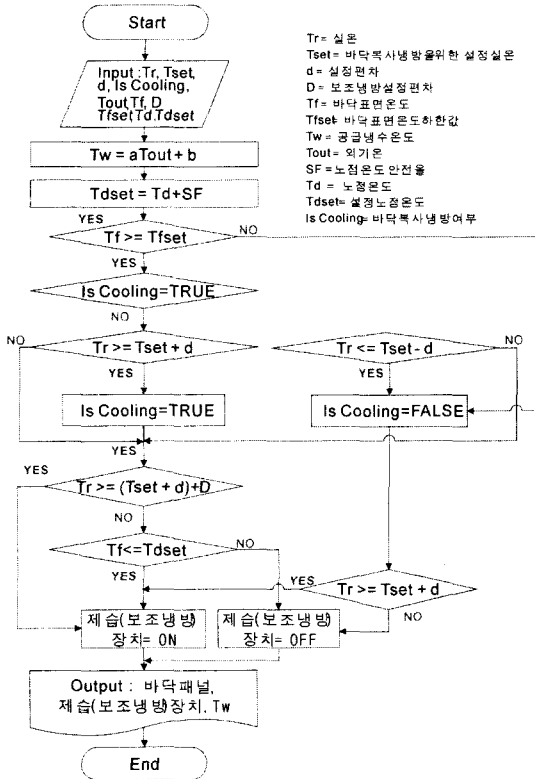 Start
Input : Tr, Tset,
d, Is Cooling,
Tout, Tf, D
Tfset, Td, Tdset
Tr = 실온
Tset = 바닥복사냉방을위한 설정실온
d = 설정편차
D = 보조냉방설정편차
Tf = 바닥표면온도
Tfset= 바닥표면온도하한값
Tw = 공급냉수온도
Tout = 외기온
SF = 노점온도안전율
Td = 노점온도
Tdset= 설정노점온도
Is Cooling= 바닥복사냉방여부
Tw = aTout + b
Tdset = Td+SF
YES
Tf >= Tfset
NO
YES
Is Cooling=TRUE
NO
NO
Tr >= Tset + d
Tr <= Tset - d
NO
YES
YES
Is Cooling=TRUE
Is Cooling=FALSE
YES
YES
Tr >= (Tset + d)+D
NO
Tf<=Tdset
NO
YES
YES
Tr >= Tset + d
NO
제습(보조냉방)
장치= ON
제습(보조냉방)
장치= OFF
Output : 바닥패널,
제습(보조냉방)장치, Tw
End